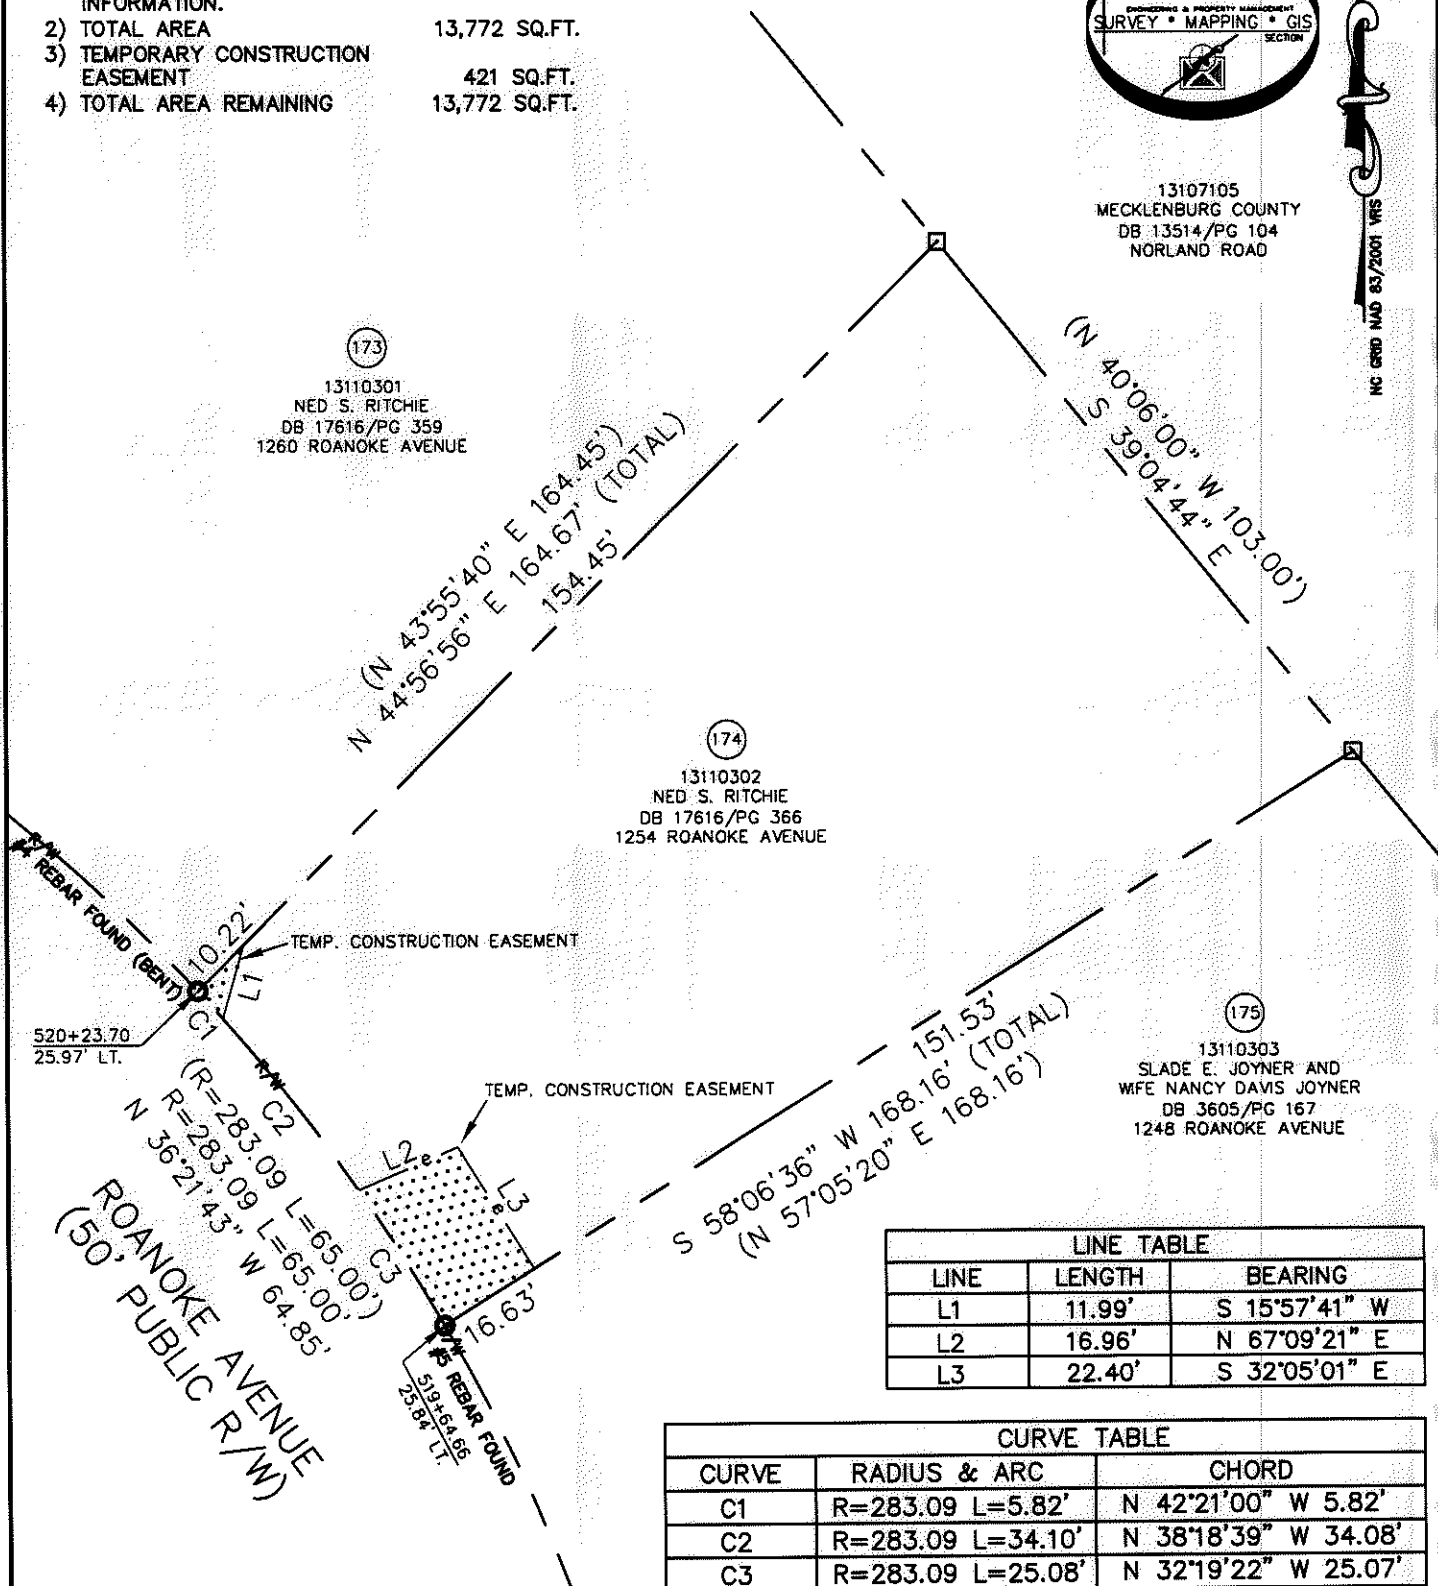 INFORMATION.
2) TOTAL AREA 13,772 SQ.FT.
3) TEMPORARY CONSTRUCTION
EASEMENT 421 SQ.FT.
4) TOTAL AREA REMAINING 13,772 SQ.FT.
ENGINEERING & PROPERTY MANAGEMENT
SURVEY * MAPPING * GIS
SECTION
NC GRID NAD 83/2001 VRS
13107105
MECKLENBURG COUNTY
DB 13514/PG 104
NORLAND ROAD
173
13110301
NED S. RITCHIE
DB 17616/PG 359
1260 ROANOKE AVENUE
(N 40°06'00" W 103.00')
S 39°04'44" E
(N 43°55'40" E 164.45')
N 44°56'56" E 164.67' (TOTAL)
154.45'
174
13110302
NED S. RITCHIE
DB 17616/PG 366
1254 ROANOKE AVENUE
R/W
#4 REBAR FOUND (BENT)
10.22'
TEMP. CONSTRUCTION EASEMENT
L1
C1
520+23.70
25.97' LT.
R/W
C2
(R=283.09 L=65.00')
R=283.09 L=65.00'
N 36°21'43" W 64.85'
ROANOKE AVENUE
(50' PUBLIC R/W)
TEMP. CONSTRUCTION EASEMENT
L2
e
L3
e
C3
16.63'
R/W
#5 REBAR FOUND
519+64.66
25.84' LT.
151.53'
S 58°06'36" W 168.16' (TOTAL)
(N 57°05'20" E 168.16')
175
13110303
SLADE E. JOYNER AND
WIFE NANCY DAVIS JOYNER
DB 3605/PG 167
1248 ROANOKE AVENUE
LINE TABLE
LINE LENGTH BEARING
L1 11.99' S 15°57'41" W
L2 16.96' N 67°09'21" E
L3 22.40' S 32°05'01" E
CURVE TABLE
CURVE RADIUS & ARC CHORD
C1 R=283.09 L=5.82' N 42°21'00" W 5.82'
C2 R=283.09 L=34.10' N 38°18'39" W 34.08'
C3 R=283.09 L=25.08' N 32°19'22" W 25.07'